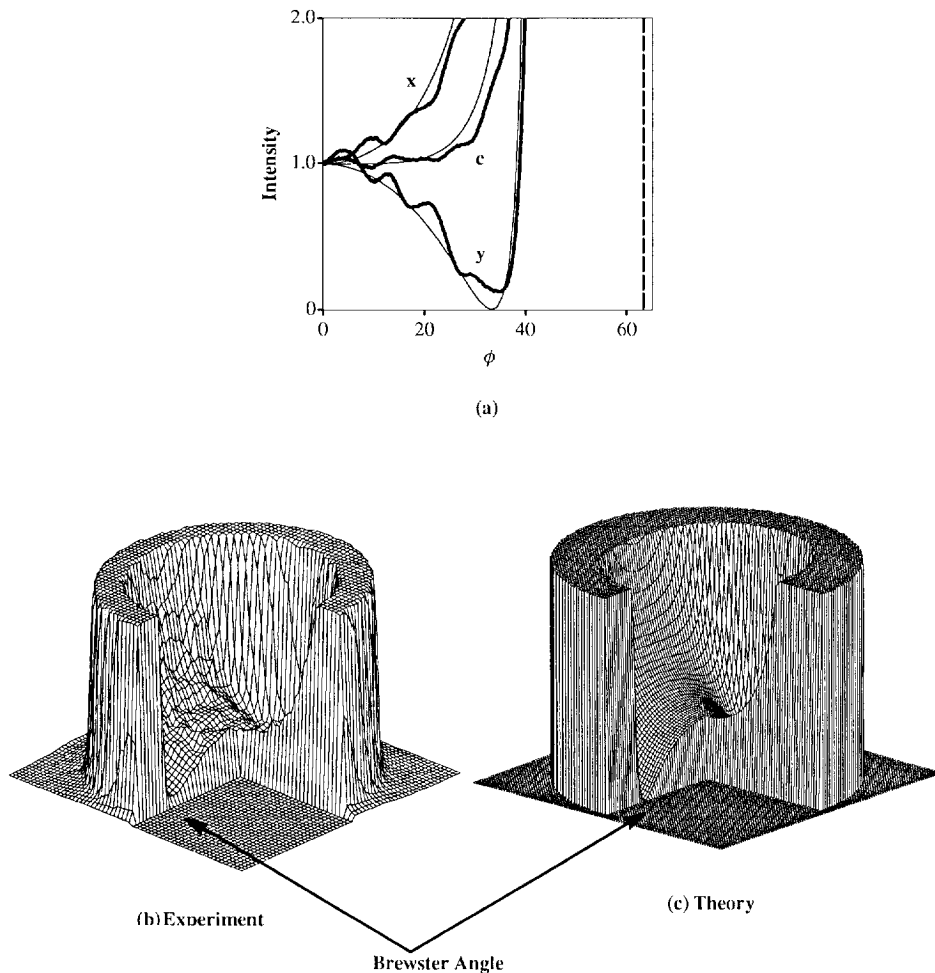 2.0
x
1.0
c
Intensity
y
0
0
20
40
60
ϕ
(a)
(b) Experiment
(c) Theory
Brewster Angle